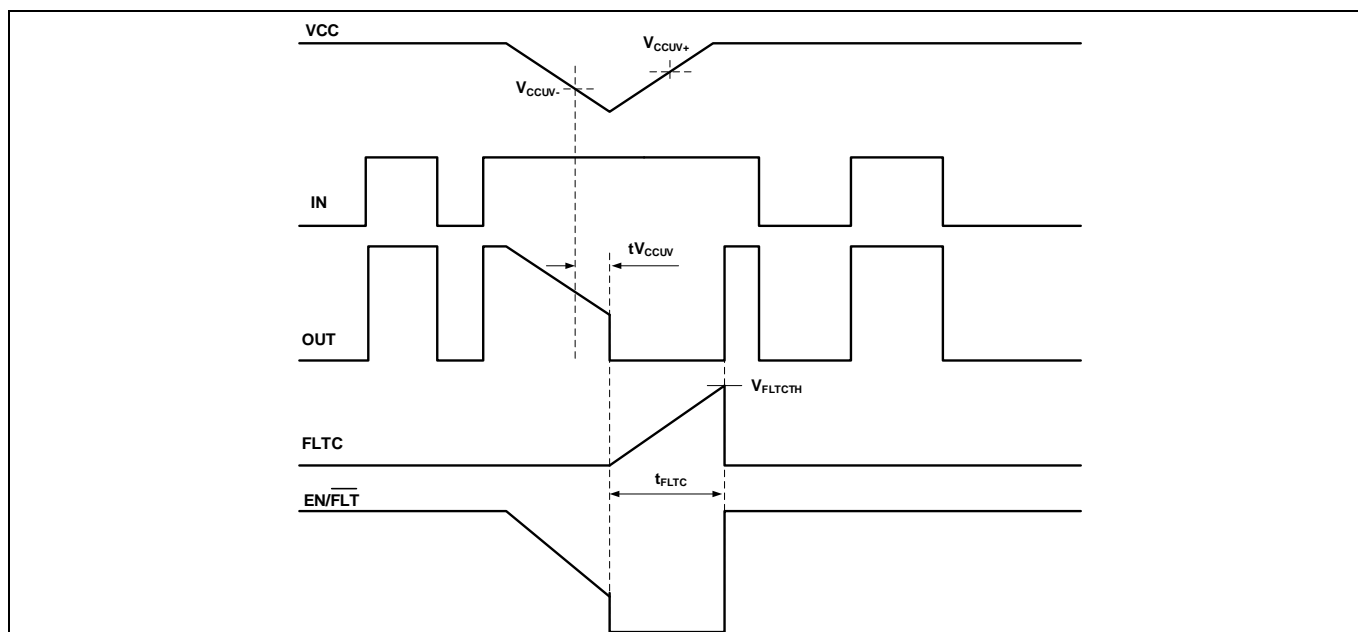 VCC
VCCUV+
VCCUV-
IN
tVCCUV
OUT
VFLTCTH
FLTC
tFLTC
EN/FLT